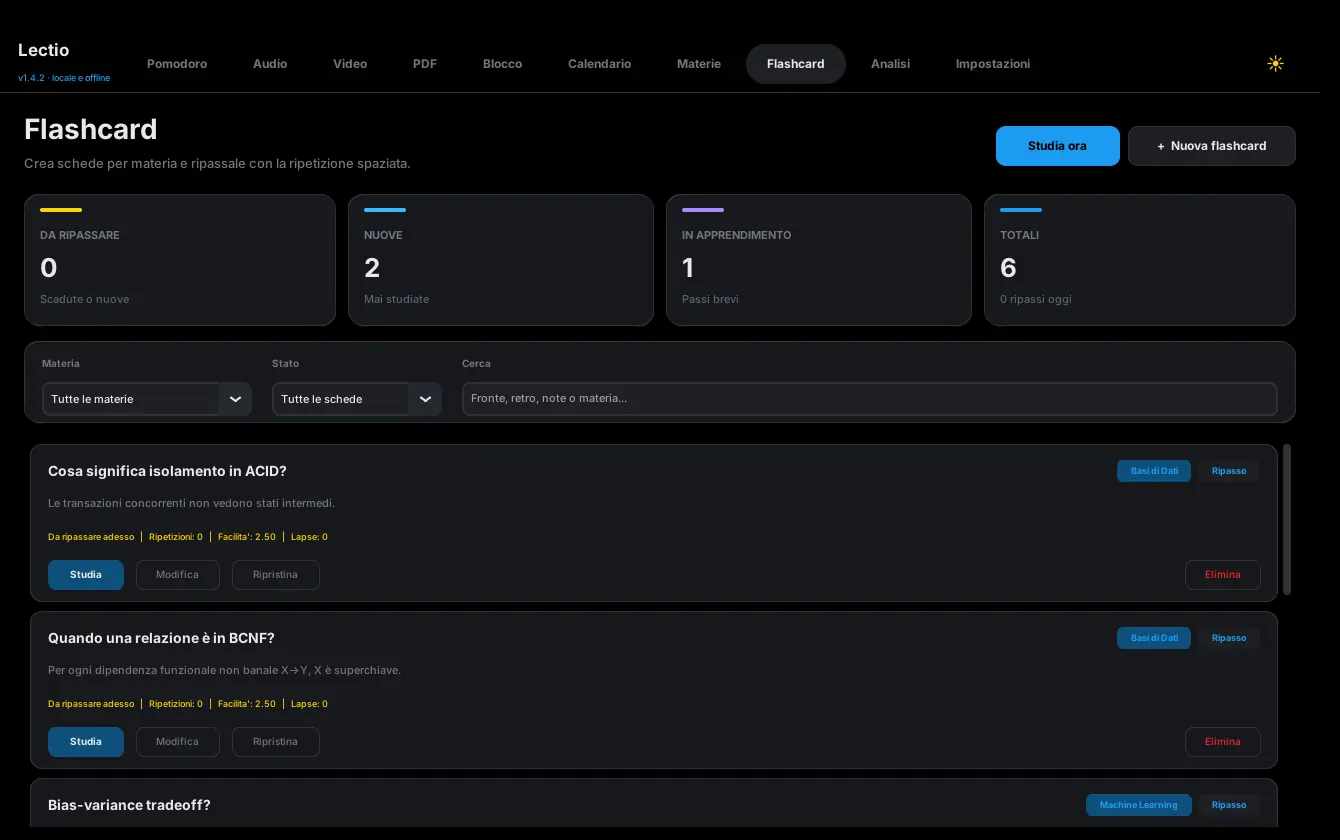 Lectio
v1.4.2 · locale e offline
Pomodoro Audio Video PDF Blocco Calendario Materie Flashcard Analisi Impostazioni
Flashcard
Crea schede per materia e ripassale con la ripetizione spaziata.
Studia ora + Nuova flashcard
DA RIPASSARE
0
Scadute o nuove
NUOVE
2
Mai studiate
IN APPRENDIMENTO
1
Passi brevi
TOTALI
6
0 ripassi oggi
Materia Stato Cerca
Tutte le materie Tutte le schede Fronte, retro, note o materia...
Cosa significa isolamento in ACID? Basi di Dati Ripasso
Le transazioni concorrenti non vedono stati intermedi.
Da ripassare adesso | Ripetizioni: 0 | Facilita': 2.50 | Lapse: 0
Studia Modifica Ripristina Elimina
Quando una relazione è in BCNF? Basi di Dati Ripasso
Per ogni dipendenza funzionale non banale X→Y, X è superchiave.
Da ripassare adesso | Ripetizioni: 0 | Facilita': 2.50 | Lapse: 0
Studia Modifica Ripristina Elimina
Bias-variance tradeoff? Machine Learning Ripasso